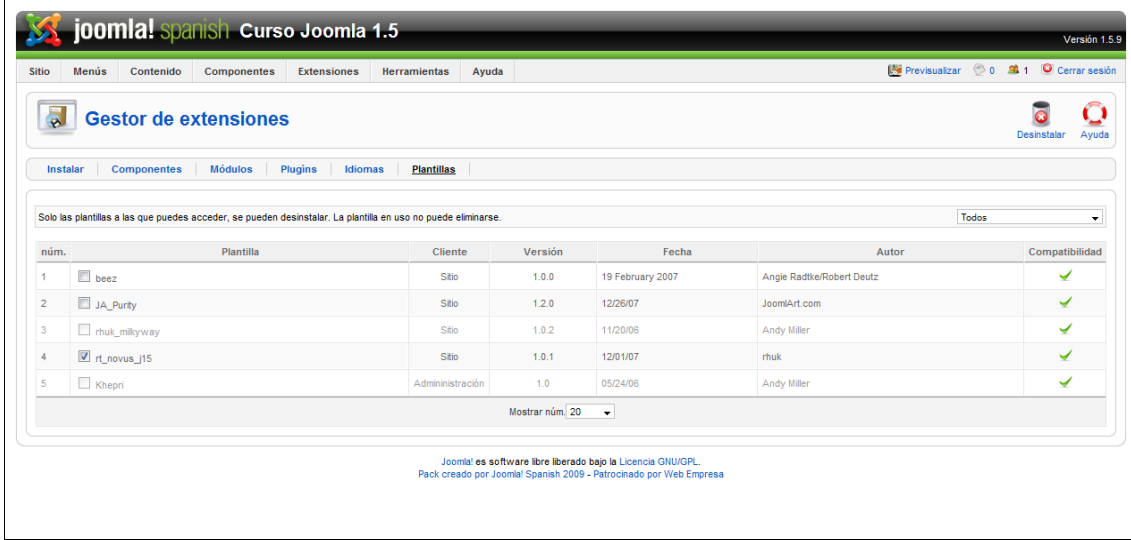 joomla! spanish Curso Joomla 1.5
Versión 1.5.9
Sitio Menús Contenido Componentes Extensiones Herramientas Ayuda Previsualizar 0 1 Cerrar sesión
Gestor de extensiones Desinstalar Ayuda
Instalar Componentes Módulos Plugins Idiomas Plantillas
Solo las plantillas a las que puedes acceder, se pueden desinstalar. La plantilla en uso no puede eliminarse. Todos
núm. Plantilla Cliente Versión Fecha Autor Compatibilidad
1 beez Sitio 1.0.0 19 February 2007 Angie Radtke/Robert Deutz
2 JA_Purity Sitio 1.2.0 12/26/07 JoomlArt.com
3 rhuk_milkyway Sitio 1.0.2 11/20/06 Andy Miller
4 rt_novus_j15 Sitio 1.0.1 12/01/07 rhuk
5 Khepri Admininistración 1.0 05/24/06 Andy Miller
Mostrar núm. 20
Joomla! es software libre liberado bajo la Licencia GNU/GPL.
Pack creado por Joomla! Spanish 2009 - Patrocinado por Web Empresa